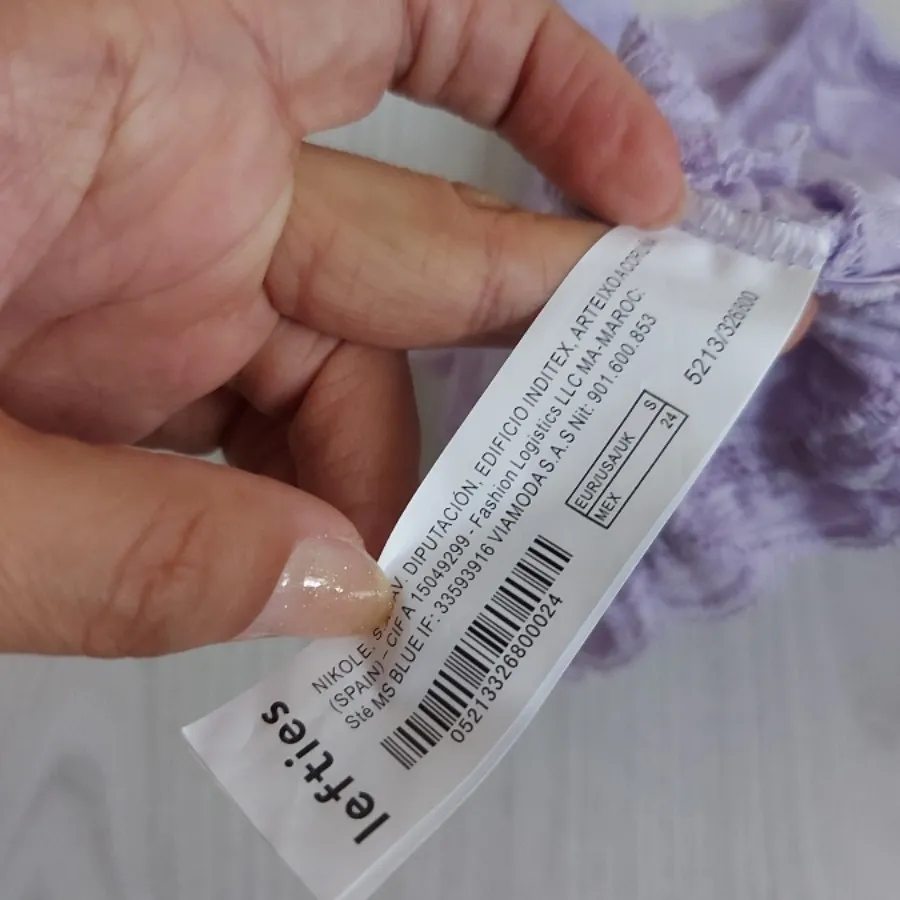 lefties
NIKOLE. S. AV. DIPUTACIÓN, EDIFICIO INDITEX, ARTEIXO
(SPAIN) - CIF A 15049299 - Fashion Logistics LLC MA-MAROC:
Sté MS BLUE IF: 33593916 VIAMODA S.A.S Nit: 901.600.853
05213326800024
EUR/USA/UK S
MEX 24
5213/326/800